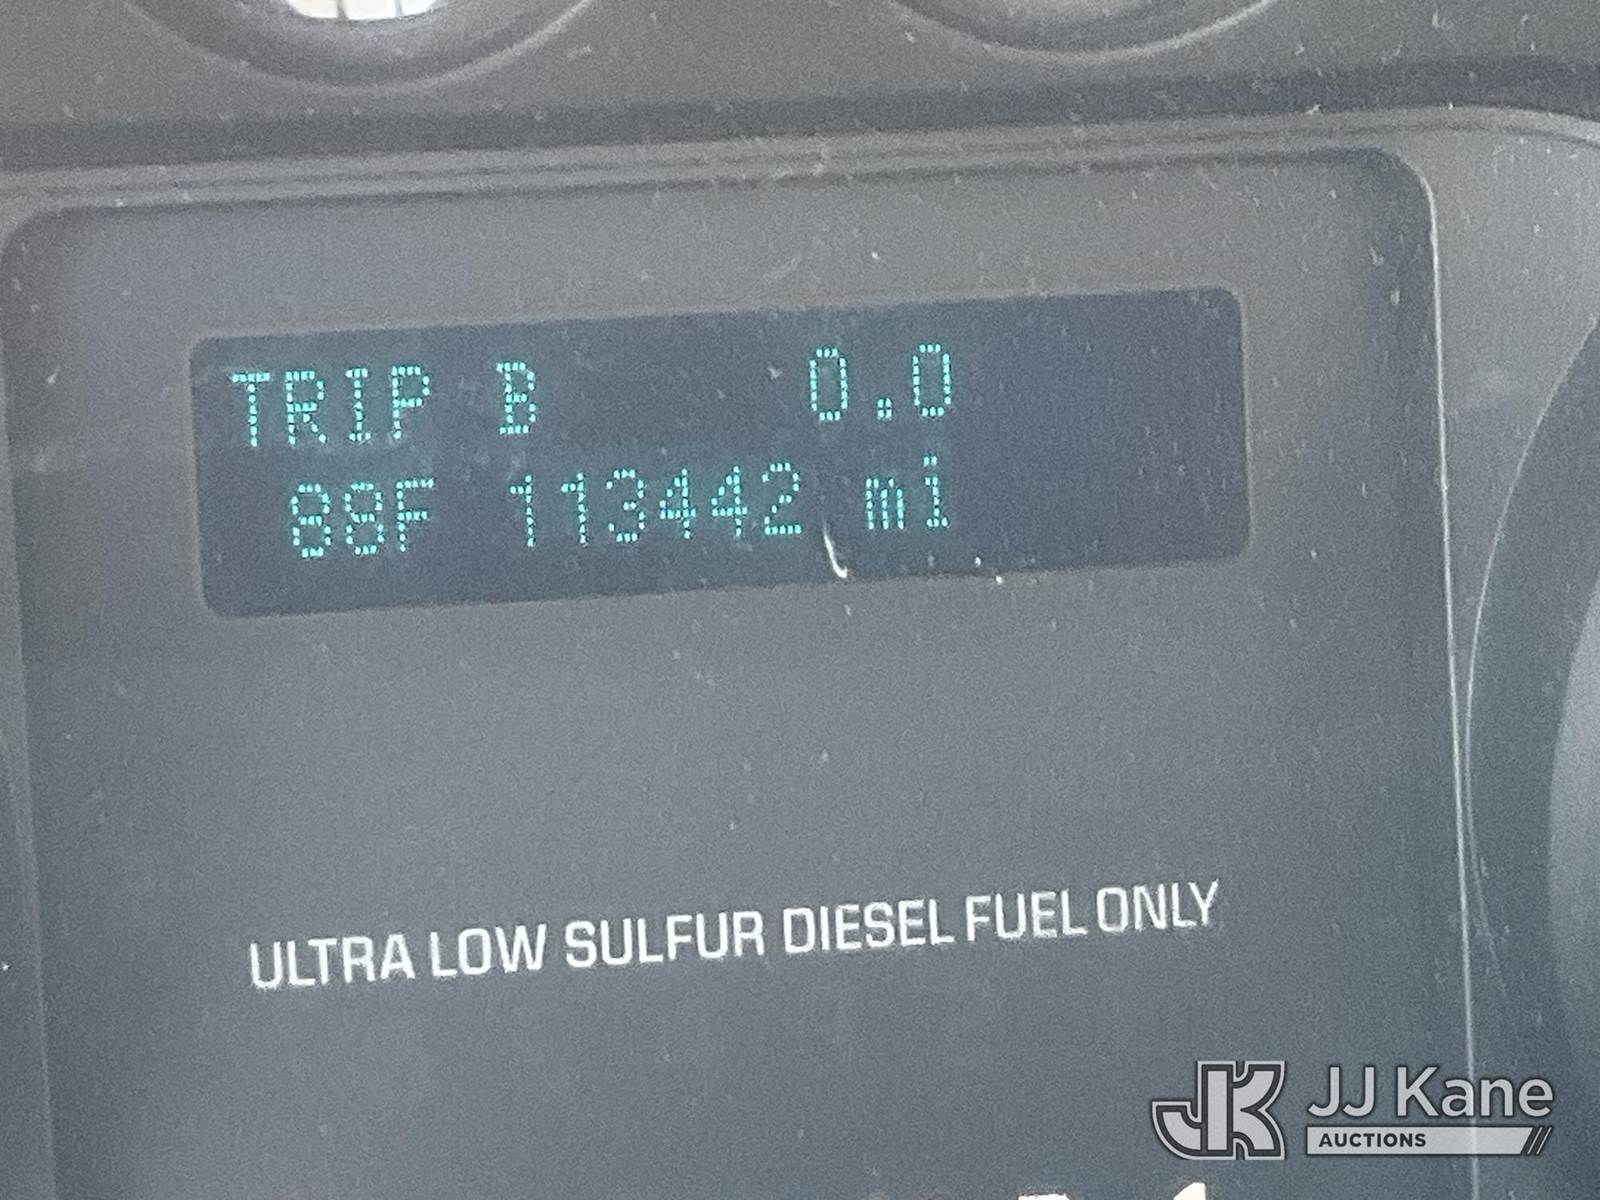 TRIP B 0.0
88F 113442 mi
ULTRA LOW SULFUR DIESEL FUEL ONLY
JK JJ Kane
AUCTIONS